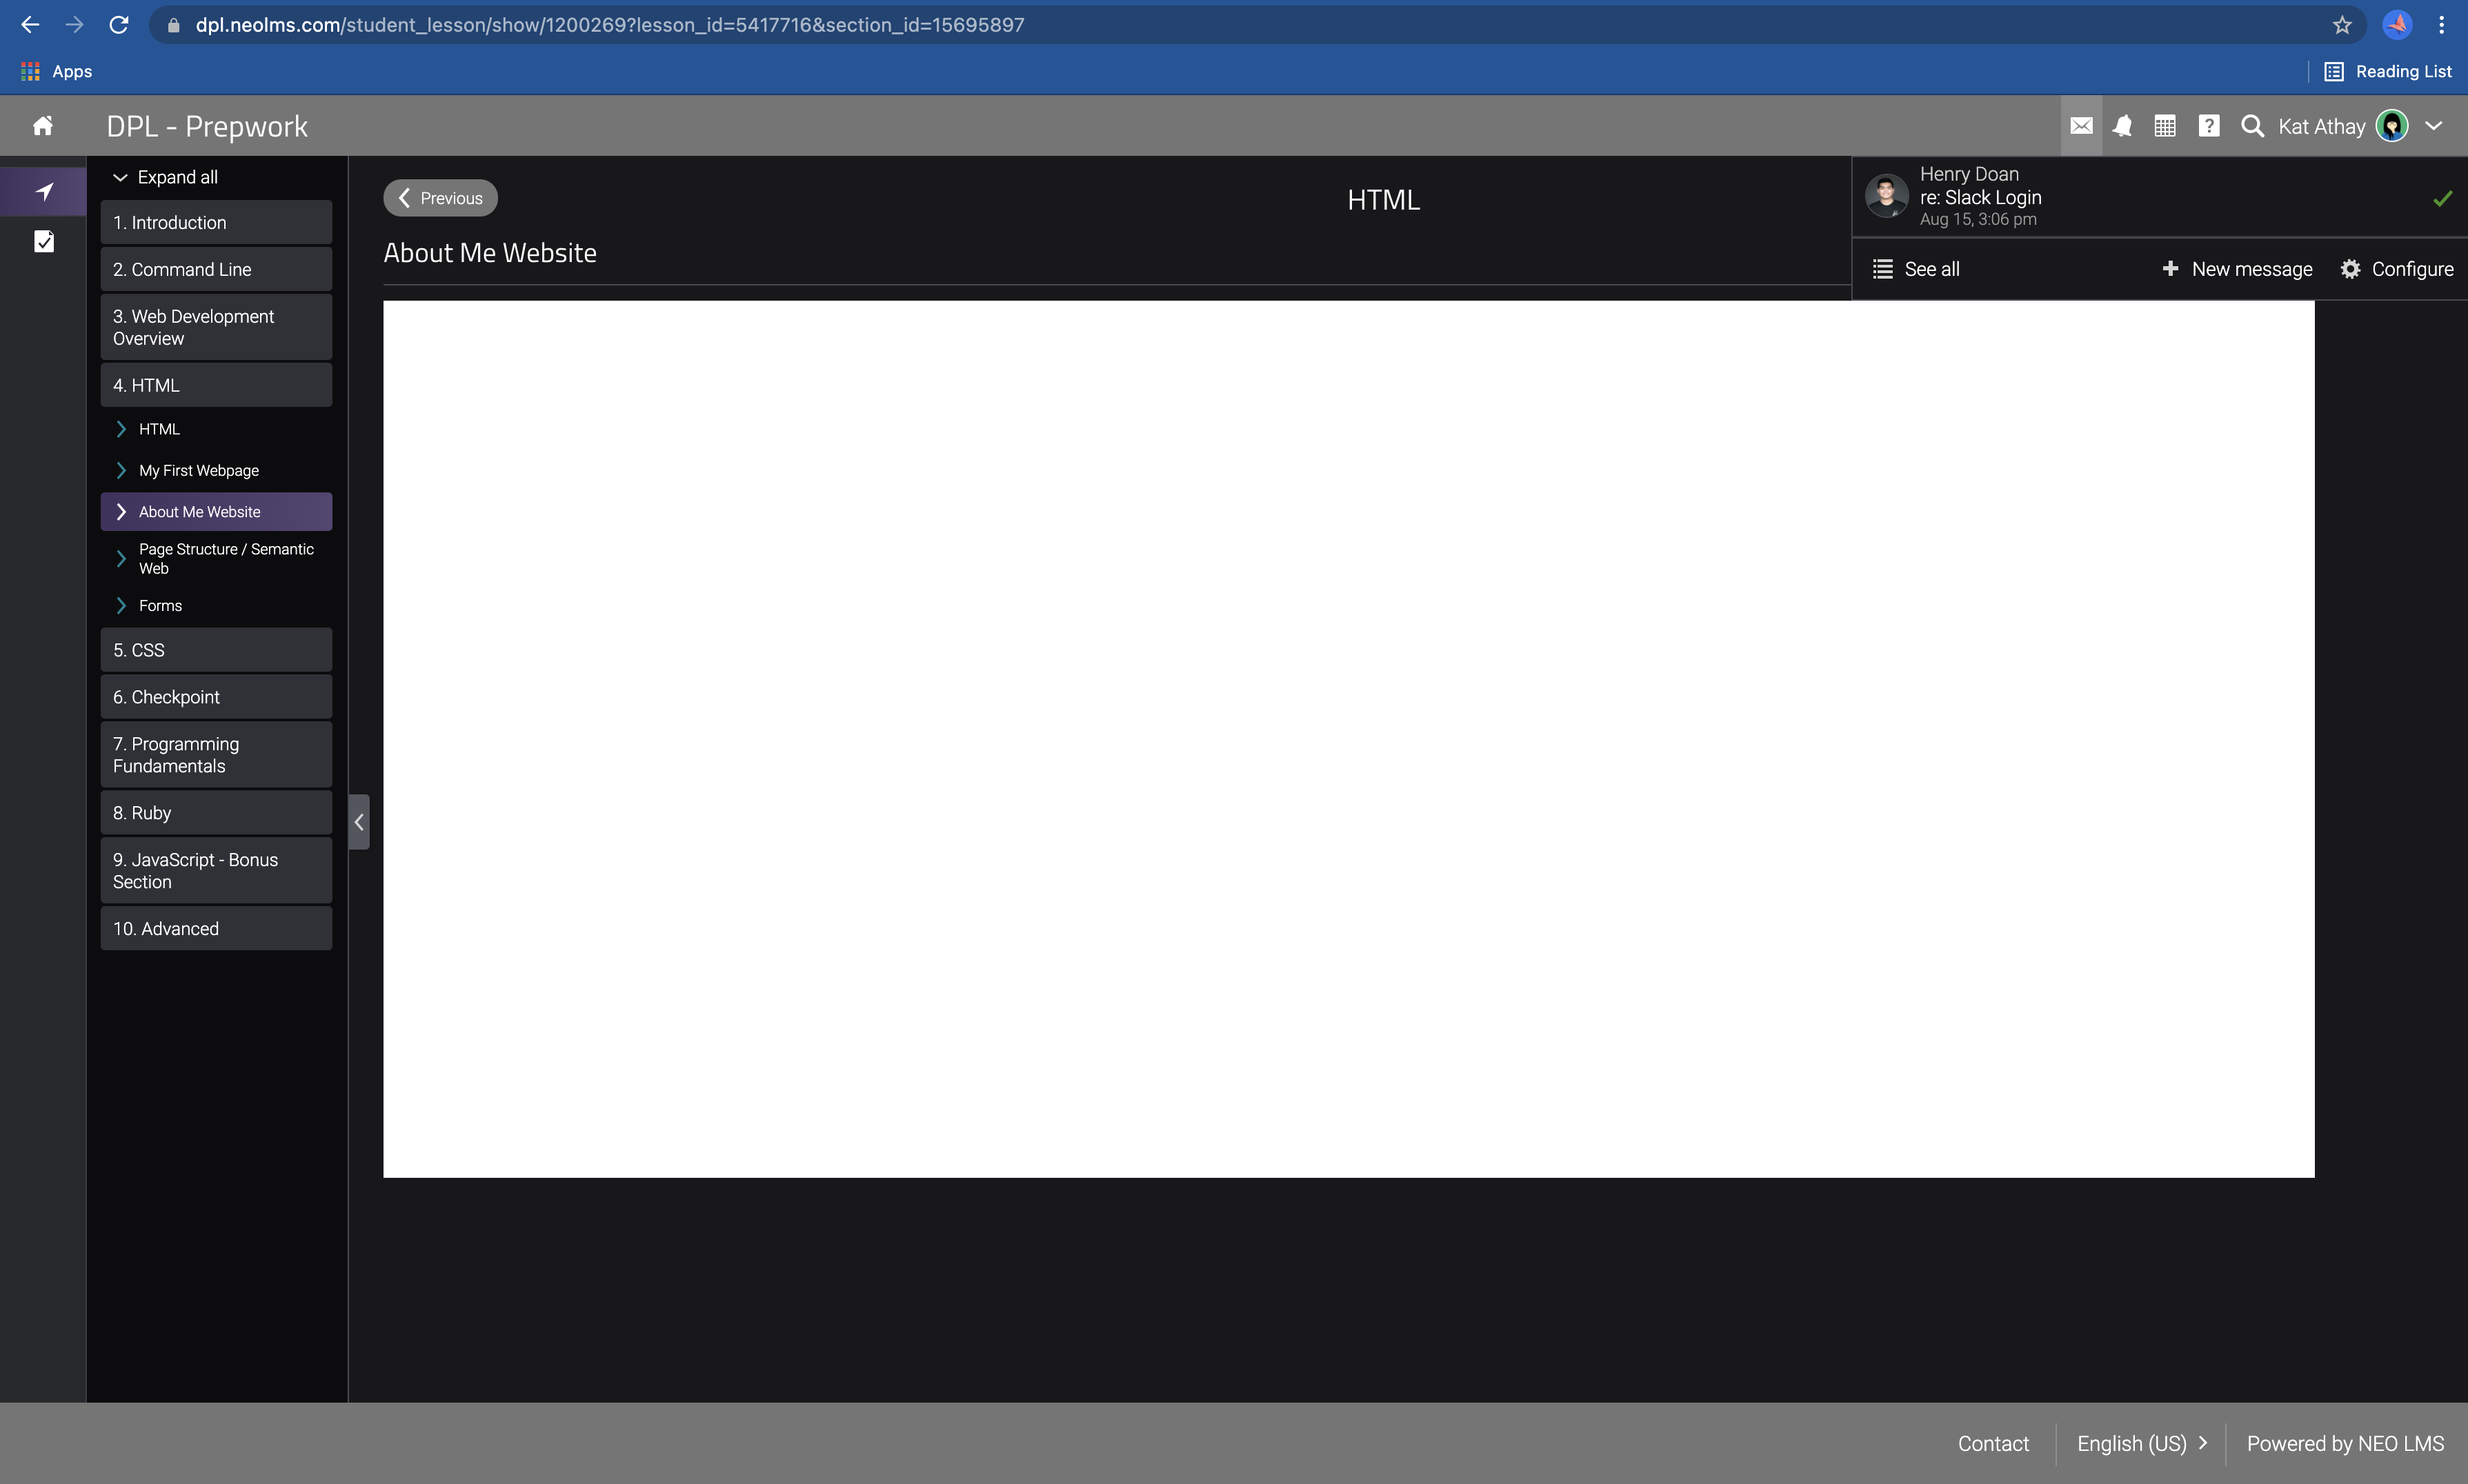 dpl.neolms.com/student_lesson/show/1200269?lesson_id=5417716&section_id=15695897
Apps
Reading List
DPL - Prepwork
?
Kat Athay
Expand all
1. Introduction
2. Command Line
3. Web Development
Overview
4. HTML
HTML
My First Webpage
About Me Website
Page Structure / Semantic
Web
Forms
5. CSS
6. Checkpoint
7. Programming
Fundamentals
8. Ruby
9. JavaScript - Bonus
Section
10. Advanced
Previous
HTML
About Me Website
Henry Doan
re: Slack Login
Aug 15, 3:06 pm
See all
New message
Configure
Contact
English (US)
Powered by NEO LMS